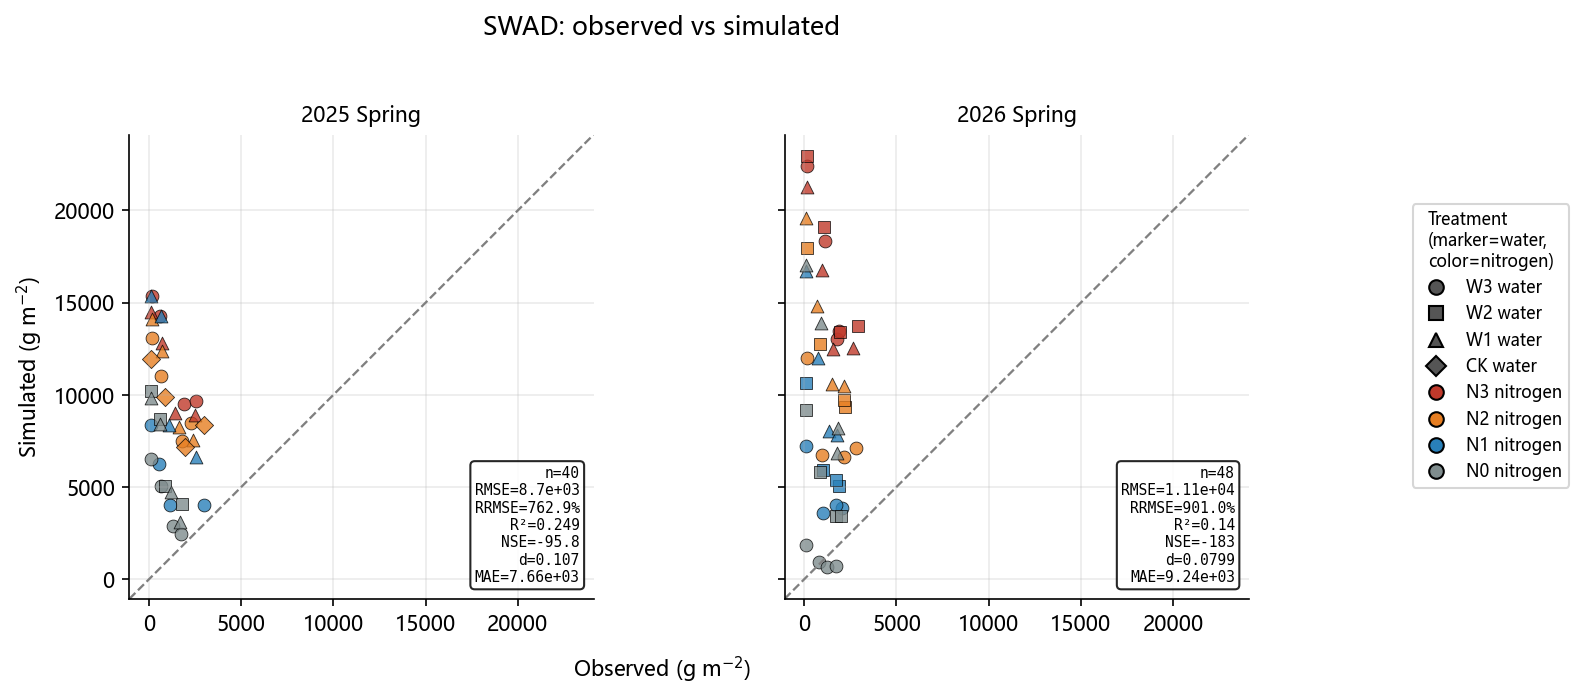 SWAD: observed vs simulated
2025 Spring
2026 Spring
Simulated (g m⁻²)
20000
15000
10000
5000
0
n=40
RMSE=8.7e+03
RRMSE=762.9%
R²=0.249
NSE=-95.8
d=0.107
MAE=7.66e+03
0 5000 10000 15000 20000
n=48
RMSE=1.11e+04
RRMSE=901.0%
R²=0.14
NSE=-183
d=0.0799
MAE=9.24e+03
0 5000 10000 15000 20000
Observed (g m⁻²)
Treatment
(marker=water,
color=nitrogen)
W3 water
W2 water
W1 water
CK water
N3 nitrogen
N2 nitrogen
N1 nitrogen
N0 nitrogen